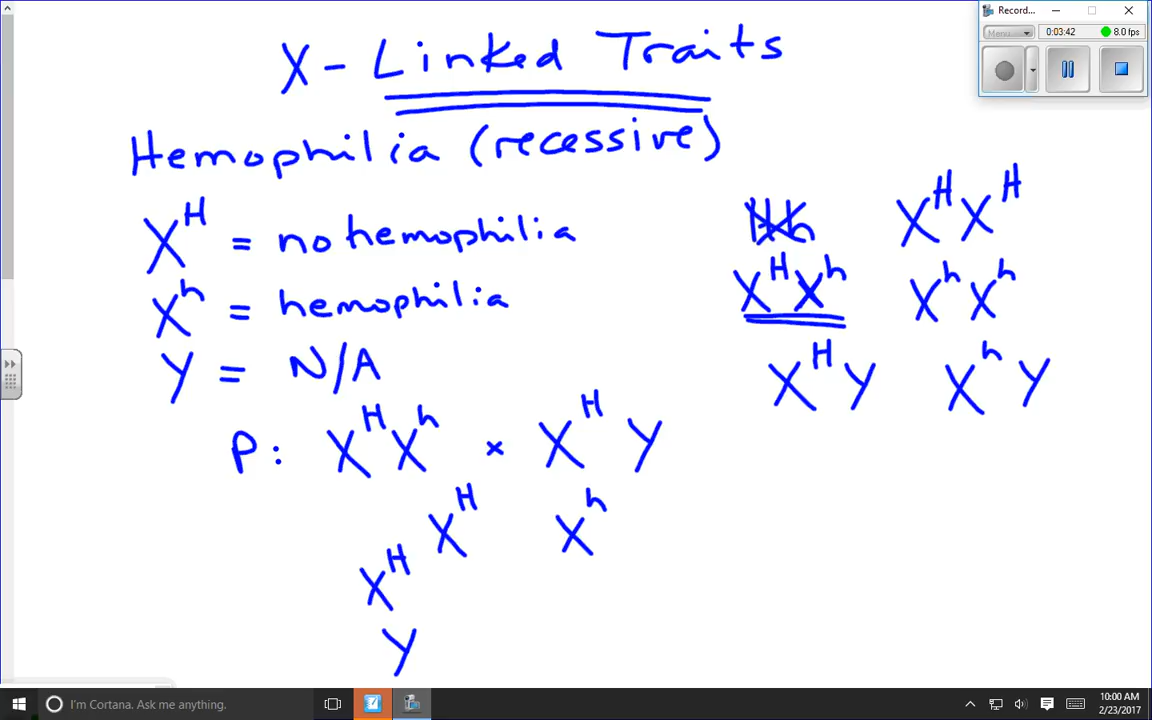 Record...
Menu
0:03:42
8.0 fps
X - Linked Traits
Hemophilia (recessive)
X^H = no hemophilia
X^h = hemophilia
Y = N/A
Hh
X^H X^H
X^H X^h
X^h X^h
X^H Y
X^h Y
P: X^H X^h × X^H Y
X^H X^h
X^H
Y
I'm Cortana. Ask me anything.
10:00 AM
2/23/2017